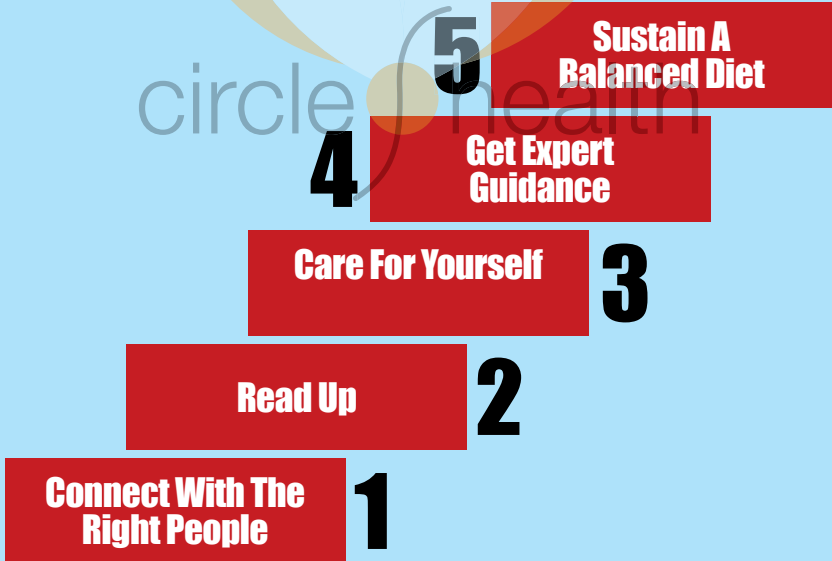 5
Sustain A
Balanced Diet
circle health
4
Get Expert
Guidance
Care For Yourself
3
Read Up
2
Connect With The
Right People
1